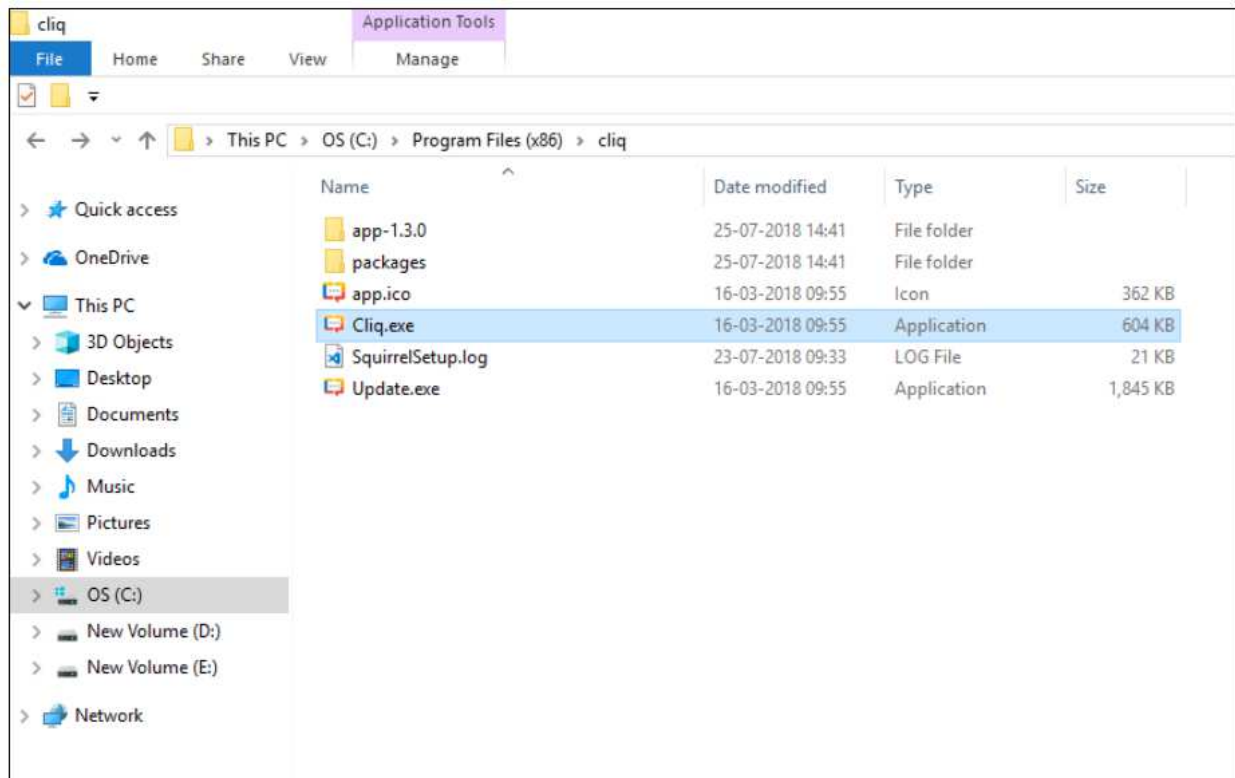 cliq
Application Tools
File Home Share View Manage
This PC > OS (C:) > Program Files (x86) > cliq
Name Date modified Type Size
Quick access
OneDrive
This PC
3D Objects
Desktop
Documents
Downloads
Music
Pictures
Videos
OS (C:)
New Volume (D:)
New Volume (E:)
Network
app-1.3.0 25-07-2018 14:41 File folder
packages 25-07-2018 14:41 File folder
app.ico 16-03-2018 09:55 Icon 362 KB
Cliq.exe 16-03-2018 09:55 Application 604 KB
SquirrelSetup.log 23-07-2018 09:33 LOG File 21 KB
Update.exe 16-03-2018 09:55 Application 1,845 KB